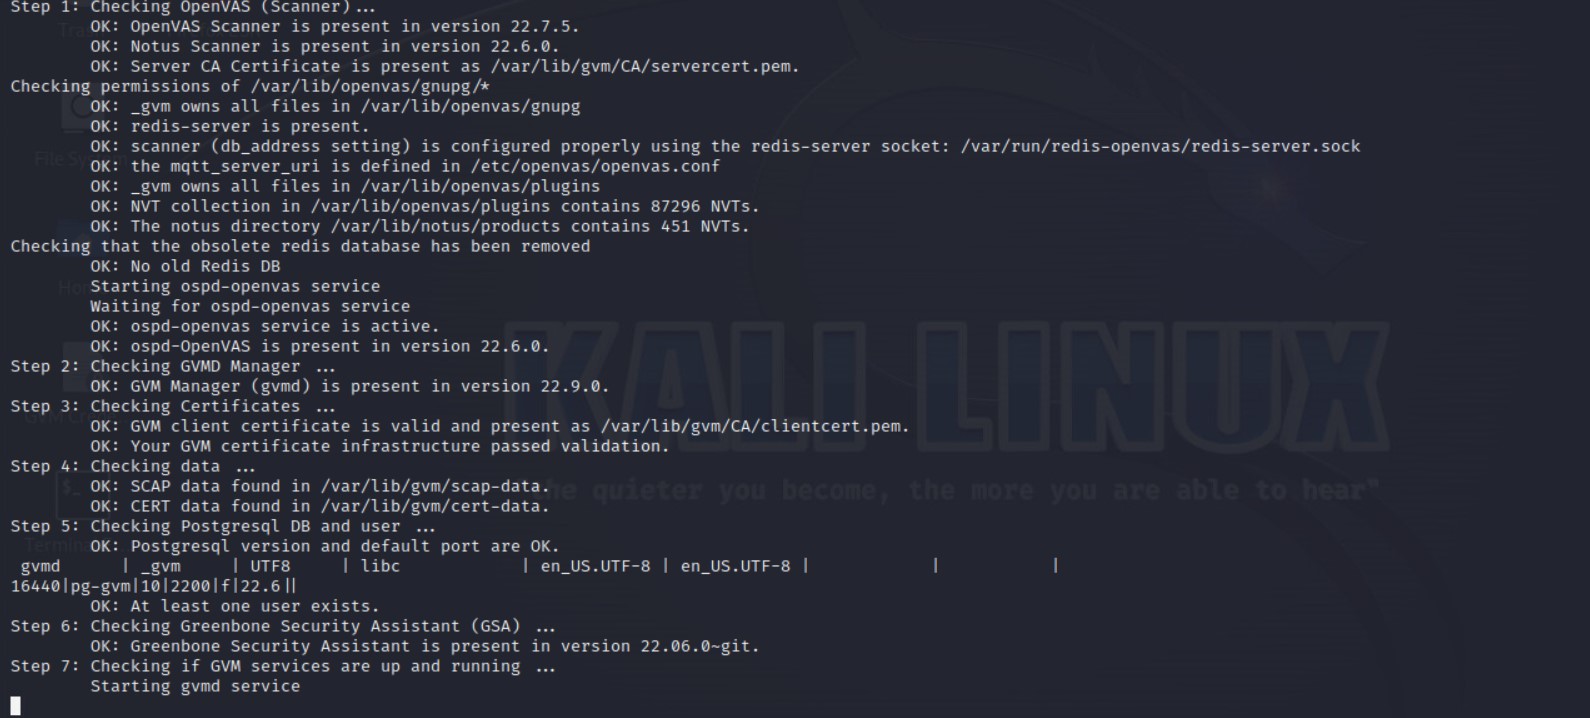 Step 1: Checking OpenVAS (Scanner)...
OK: OpenVAS Scanner is present in version 22.7.5.
OK: Notus Scanner is present in version 22.6.0.
OK: Server CA Certificate is present as /var/lib/gvm/CA/servercert.pem.
Checking permissions of /var/lib/openvas/gnupg/*
OK: _gvm owns all files in /var/lib/openvas/gnupg
OK: redis-server is present.
OK: scanner (db_address setting) is configured properly using the redis-server socket: /var/run/redis-openvas/redis-server.sock
OK: the mqtt_server_uri is defined in /etc/openvas/openvas.conf
OK: _gvm owns all files in /var/lib/openvas/plugins
OK: NVT collection in /var/lib/openvas/plugins contains 87296 NVTs.
OK: The notus directory /var/lib/notus/products contains 451 NVTs.
Checking that the obsolete redis database has been removed
OK: No old Redis DB
Starting ospd-openvas service
Waiting for ospd-openvas service
OK: ospd-openvas service is active.
OK: ospd-OpenVAS is present in version 22.6.0.
Step 2: Checking GVMD Manager ...
OK: GVM Manager (gvmd) is present in version 22.9.0.
Step 3: Checking Certificates ...
OK: GVM client certificate is valid and present as /var/lib/gvm/CA/clientcert.pem.
OK: Your GVM certificate infrastructure passed validation.
Step 4: Checking data ...
OK: SCAP data found in /var/lib/gvm/scap-data.
OK: CERT data found in /var/lib/gvm/cert-data.
Step 5: Checking Postgresql DB and user ...
OK: Postgresql version and default port are OK.
gvmd | _gvm | UTF8 | libc | en_US.UTF-8 | en_US.UTF-8 | | |
16440|pg-gvm|10|2200|f|22.6||
OK: At least one user exists.
Step 6: Checking Greenbone Security Assistant (GSA) ...
OK: Greenbone Security Assistant is present in version 22.06.0~git.
Step 7: Checking if GVM services are up and running ...
Starting gvmd service
KALI LINUX
the quieter you become, the more you are able to hear"
File System